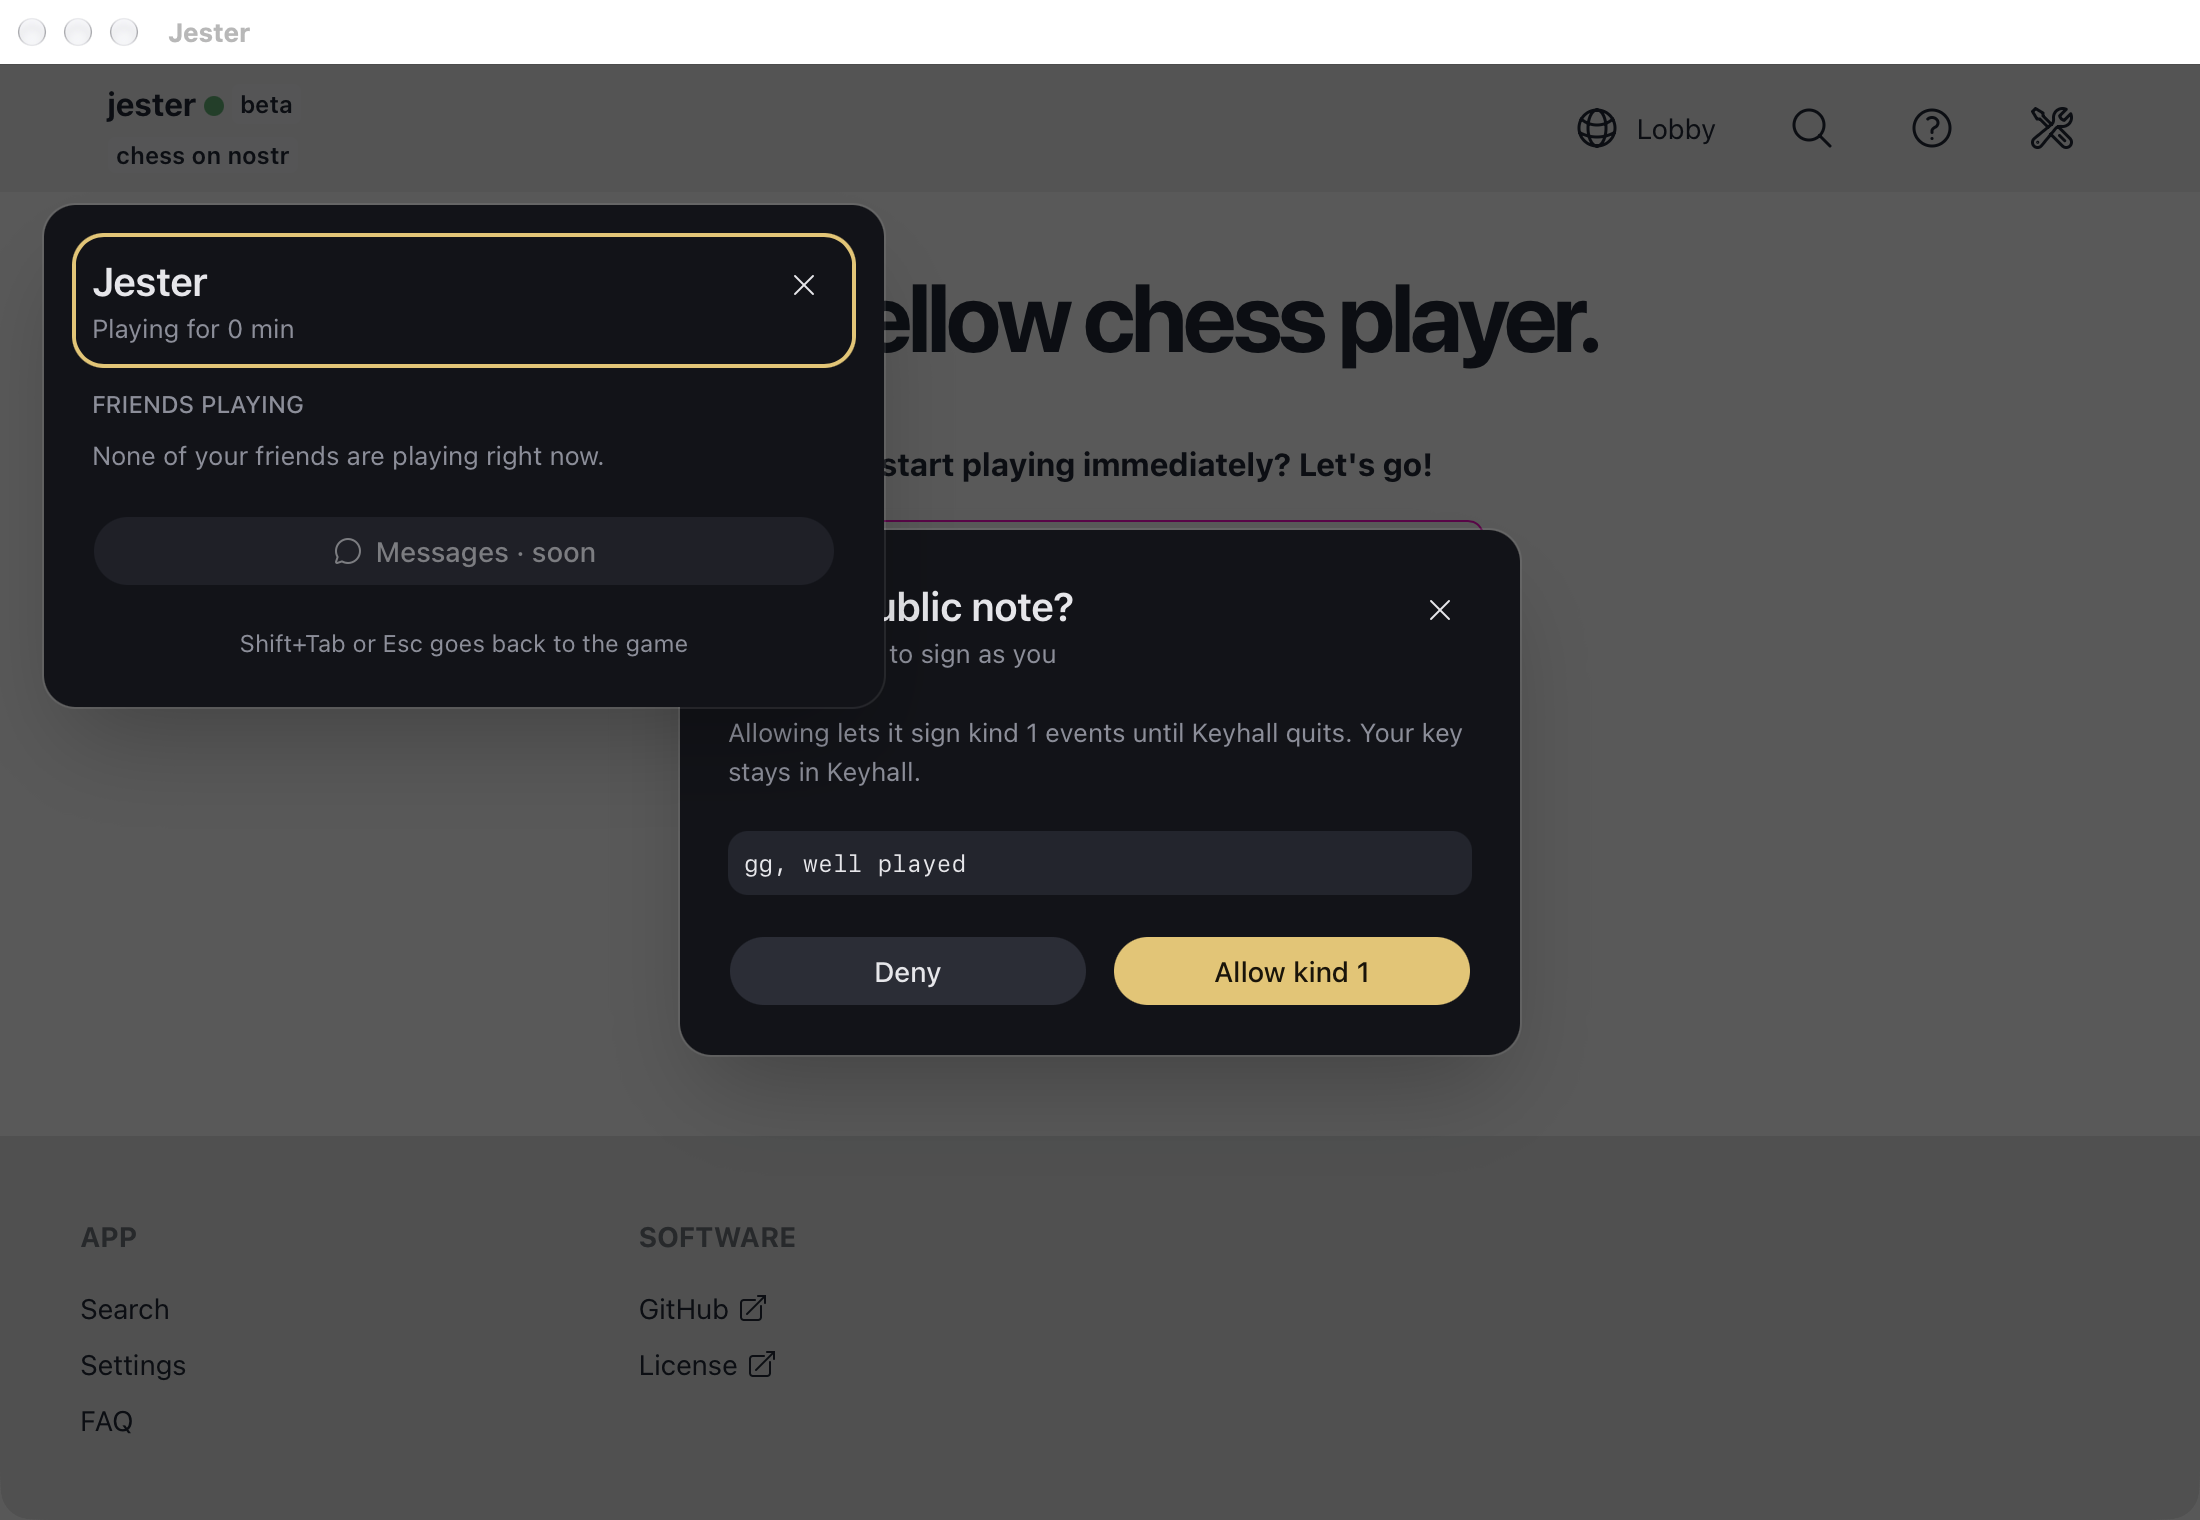 Jester
jester beta
chess on nostr
Lobby
Jester
Playing for 0 min
FRIENDS PLAYING
None of your friends are playing right now.
Messages · soon
Shift+Tab or Esc goes back to the game
chess player.
start playing immediately? Let's go!
note?
to sign as you
Allowing lets it sign kind 1 events until Keyhall quits. Your key
stays in Keyhall.
gg, well played
Deny
Allow kind 1
APP
Search
Settings
FAQ
SOFTWARE
GitHub
License